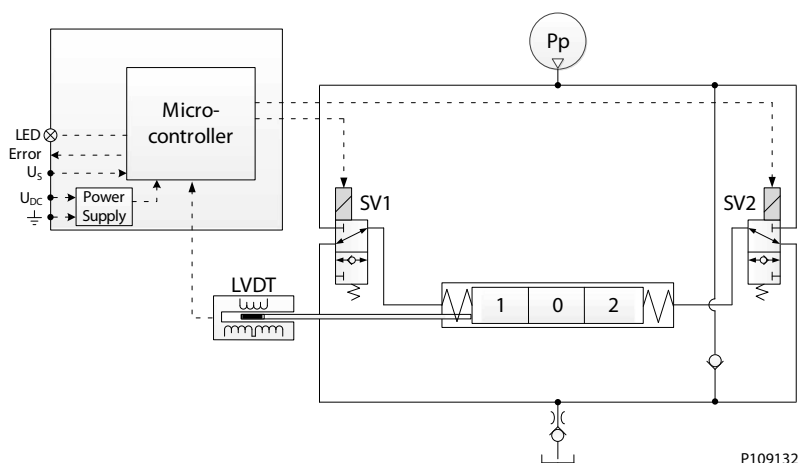 Pp
Micro-
controller
LED
Error
US
UDC
Power
Supply
SV1
SV2
LVDT
1
0
2
P109132